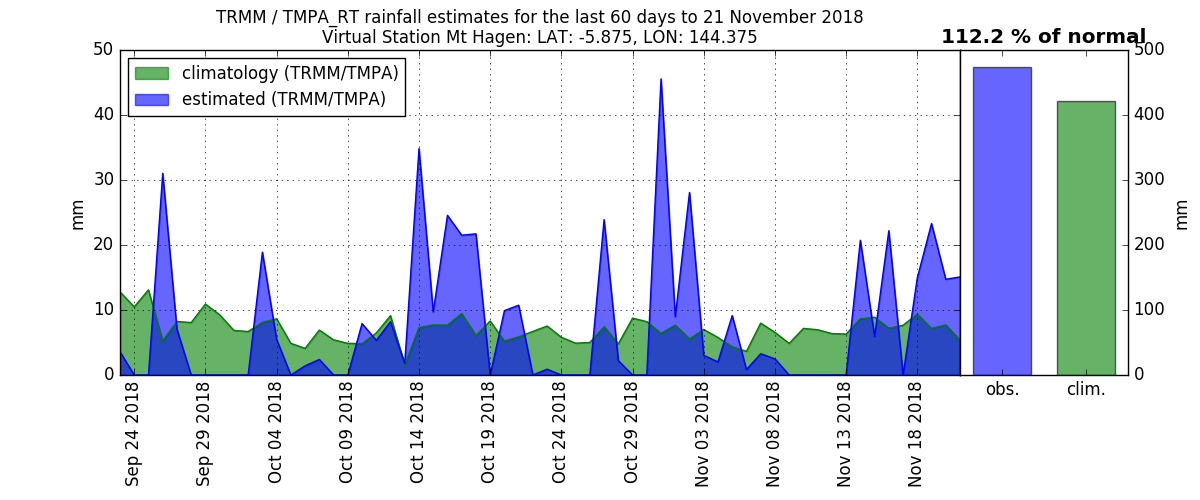 TRMM / TMPA_RT rainfall estimates for the last 60 days to 21 November 2018
Virtual Station Mt Hagen: LAT: -5.875, LON: 144.375
112.2 % of normal
climatology (TRMM/TMPA)
estimated (TRMM/TMPA)
50
40
30
20
10
0
mm
Sep 24 2018
Sep 29 2018
Oct 04 2018
Oct 09 2018
Oct 14 2018
Oct 19 2018
Oct 24 2018
Oct 29 2018
Nov 03 2018
Nov 08 2018
Nov 13 2018
Nov 18 2018
obs.
clim.
500
400
300
200
100
0
mm